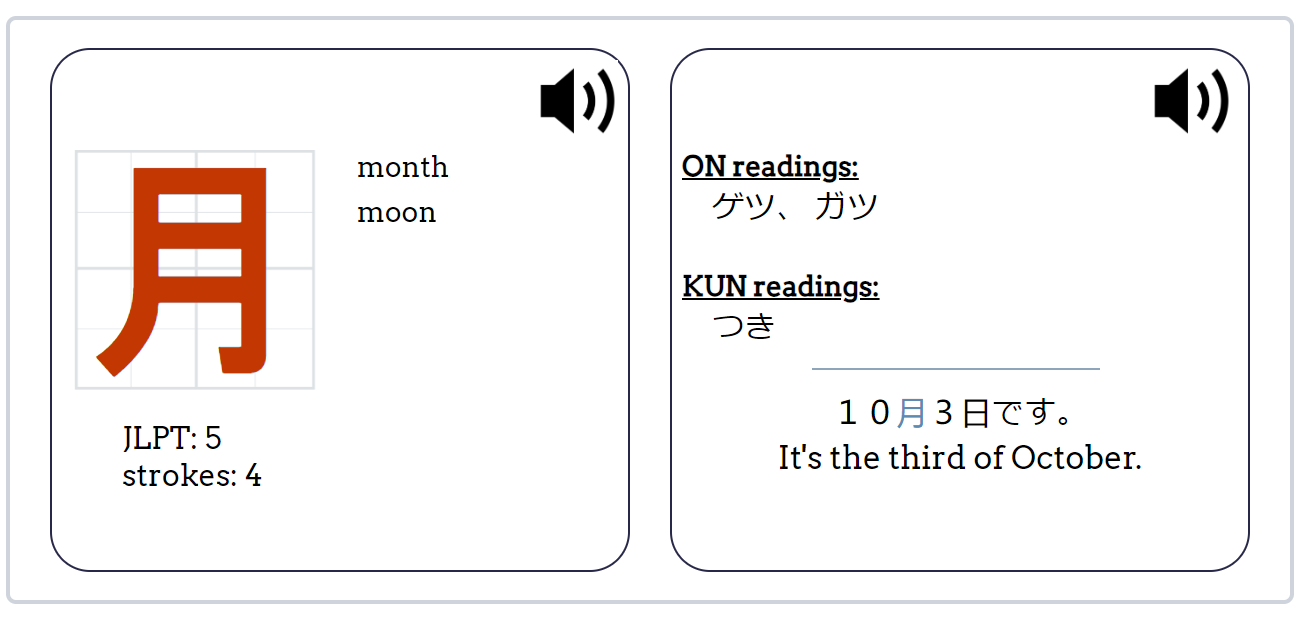 月
month
moon
JLPT: 5
strokes: 4
ON readings:
ゲツ、 ガツ
KUN readings:
つき
１０月３日です。
It's the third of October.